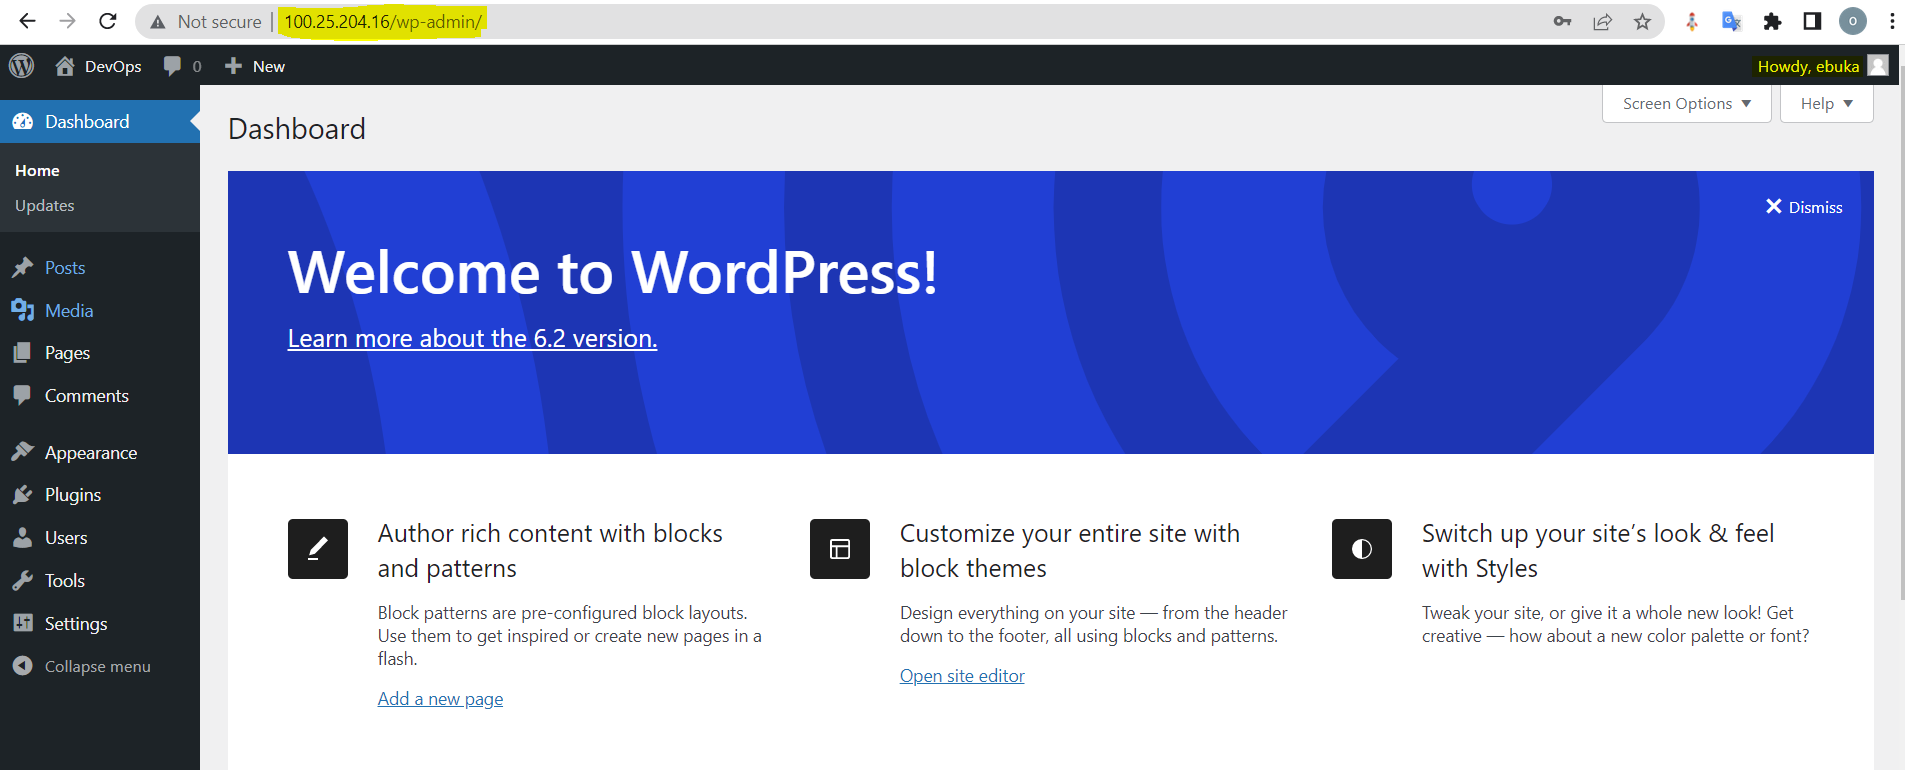 Not secure | 100.25.204.16/wp-admin/
DevOps 0 New Howdy, ebuka
Screen Options Help
Dashboard
Home
Updates
Posts
Media
Pages
Comments
Appearance
Plugins
Users
Tools
Settings
Collapse menu
Dashboard
Dismiss
Welcome to WordPress!
Learn more about the 6.2 version.
Author rich content with blocks
and patterns
Block patterns are pre-configured block layouts.
Use them to get inspired or create new pages in a
flash.
Add a new page
Customize your entire site with
block themes
Design everything on your site — from the header
down to the footer, all using blocks and patterns.
Open site editor
Switch up your site’s look & feel
with Styles
Tweak your site, or give it a whole new look! Get
creative — how about a new color palette or font?